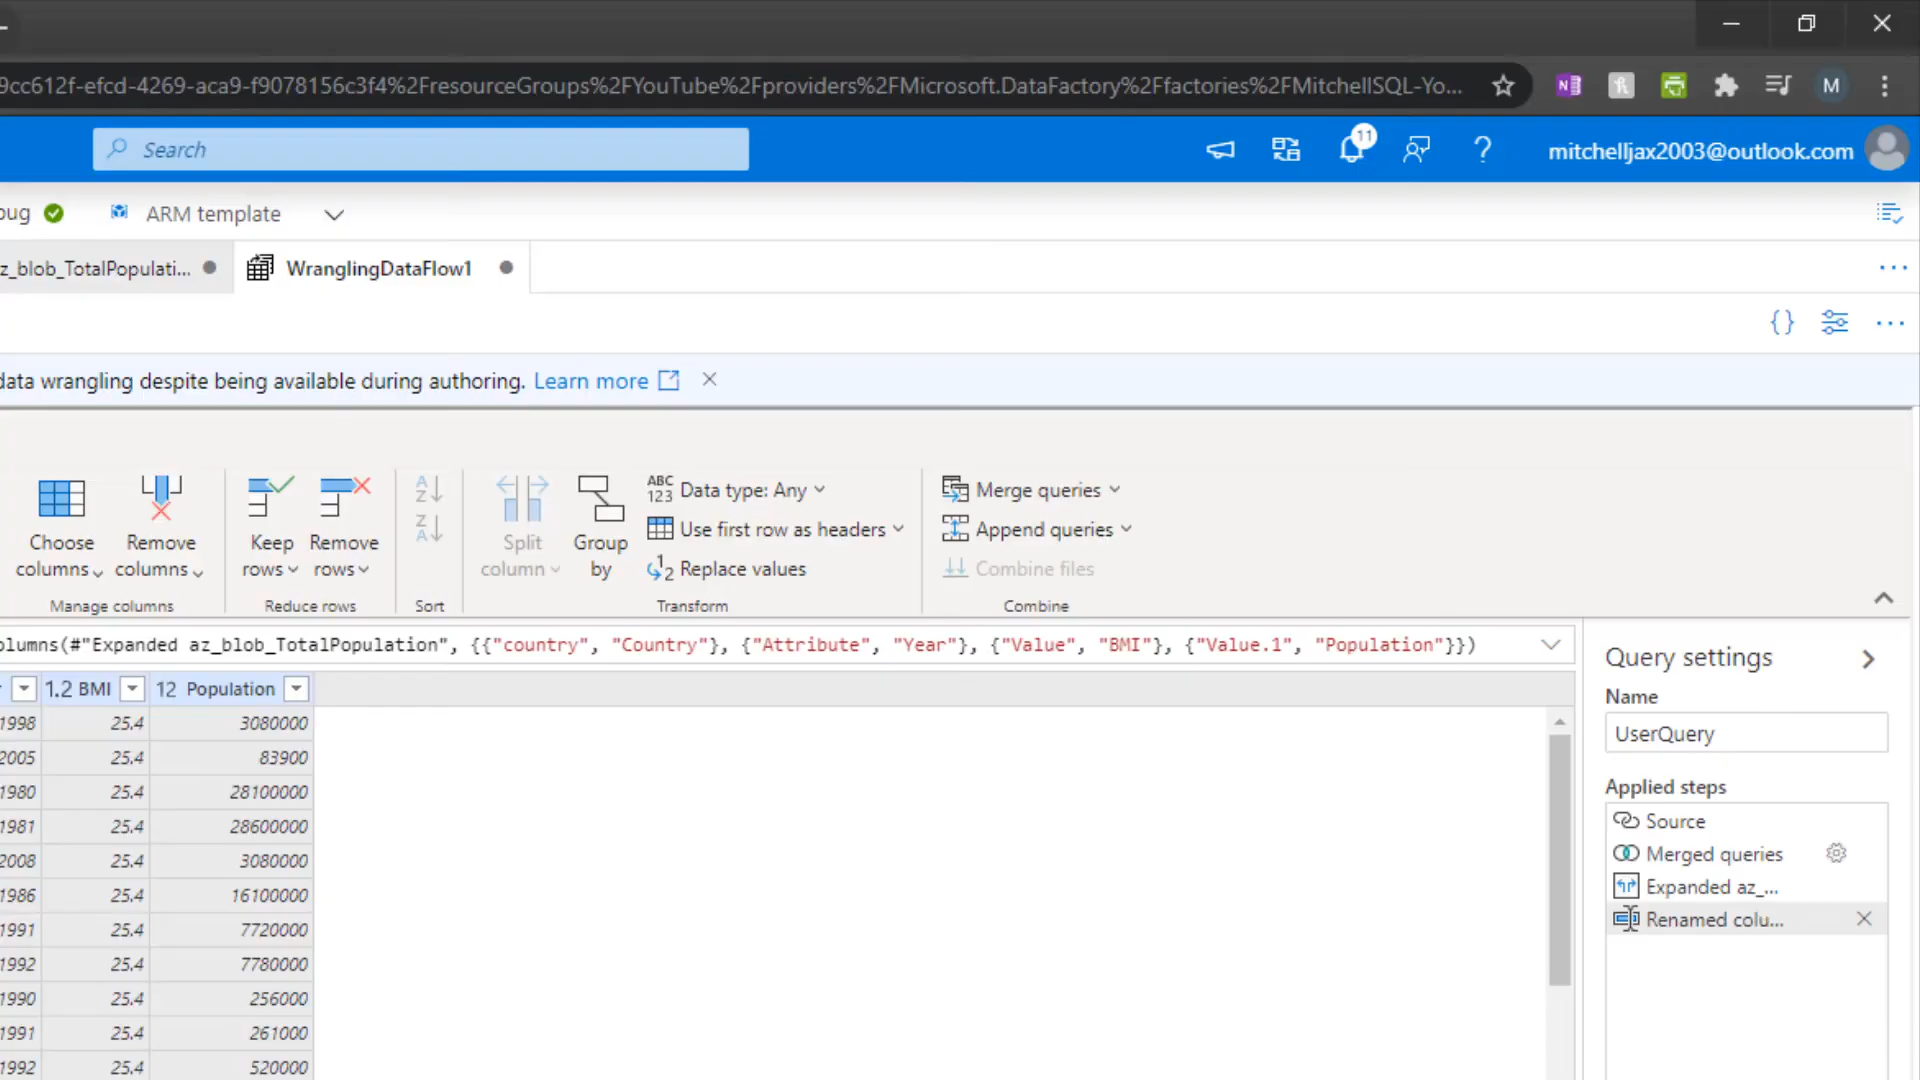 9cc612f-efcd-4269-aca9-f9078156c3f4%2FresourceGroups%2FYouTube%2Fproviders%2FMicrosoft.DataFactory%2Ffactories%2FMitchellSQL-Yo...
M
Search
11
mitchelljax2003@outlook.com
bug
ARM template
z_blob_TotalPopulati...
WranglingDataFlow1
data wrangling despite being available during authoring. Learn more
Choose columns
Remove columns
Manage columns
Keep rows
Remove rows
Reduce rows
Sort
Split column
Group by
Data type: Any
Use first row as headers
Replace values
Transform
Merge queries
Append queries
Combine files
Combine
olumns(#"Expanded az_blob_TotalPopulation", {{"country", "Country"}, {"Attribute", "Year"}, {"Value", "BMI"}, {"Value.1", "Population"}})
1.2 BMI 12 Population
1998 25.4 3080000
2005 25.4 83900
1980 25.4 28100000
1981 25.4 28600000
2008 25.4 3080000
1986 25.4 16100000
1991 25.4 7720000
1992 25.4 7780000
1990 25.4 256000
1991 25.4 261000
1992 25.4 520000
Query settings
Name
UserQuery
Applied steps
Source
Merged queries
Expanded az_...
Renamed colu...